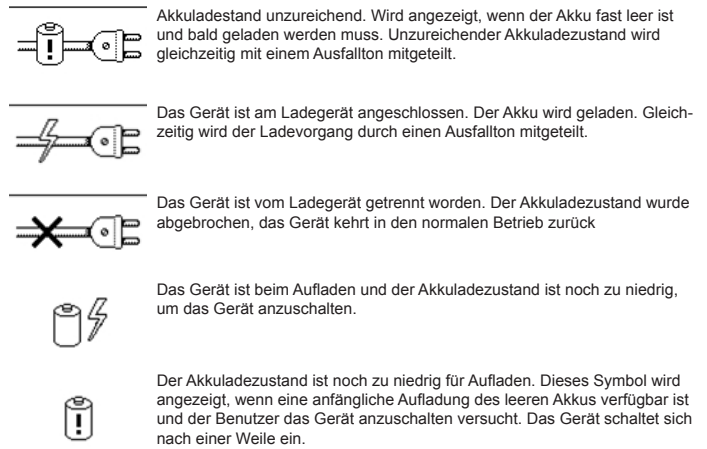 Akkuladestand unzureichend. Wird angezeigt, wenn der Akku fast leer ist
und bald geladen werden muss. Unzureichender Akkuladezustand wird
gleichzeitig mit einem Ausfallton mitgeteilt.
Das Gerät ist am Ladegerät angeschlossen. Der Akku wird geladen. Gleich-
zeitig wird der Ladevorgang durch einen Ausfallton mitgeteilt.
Das Gerät ist vom Ladegerät getrennt worden. Der Akkuladezustand wurde
abgebrochen, das Gerät kehrt in den normalen Betrieb zurück
Das Gerät ist beim Aufladen und der Akkuladezustand ist noch zu niedrig,
um das Gerät anzuschalten.
Der Akkuladezustand ist noch zu niedrig für Aufladen. Dieses Symbol wird
angezeigt, wenn eine anfängliche Aufladung des leeren Akkus verfügbar ist
und der Benutzer das Gerät anzuschalten versucht. Das Gerät schaltet sich
nach einer Weile ein.